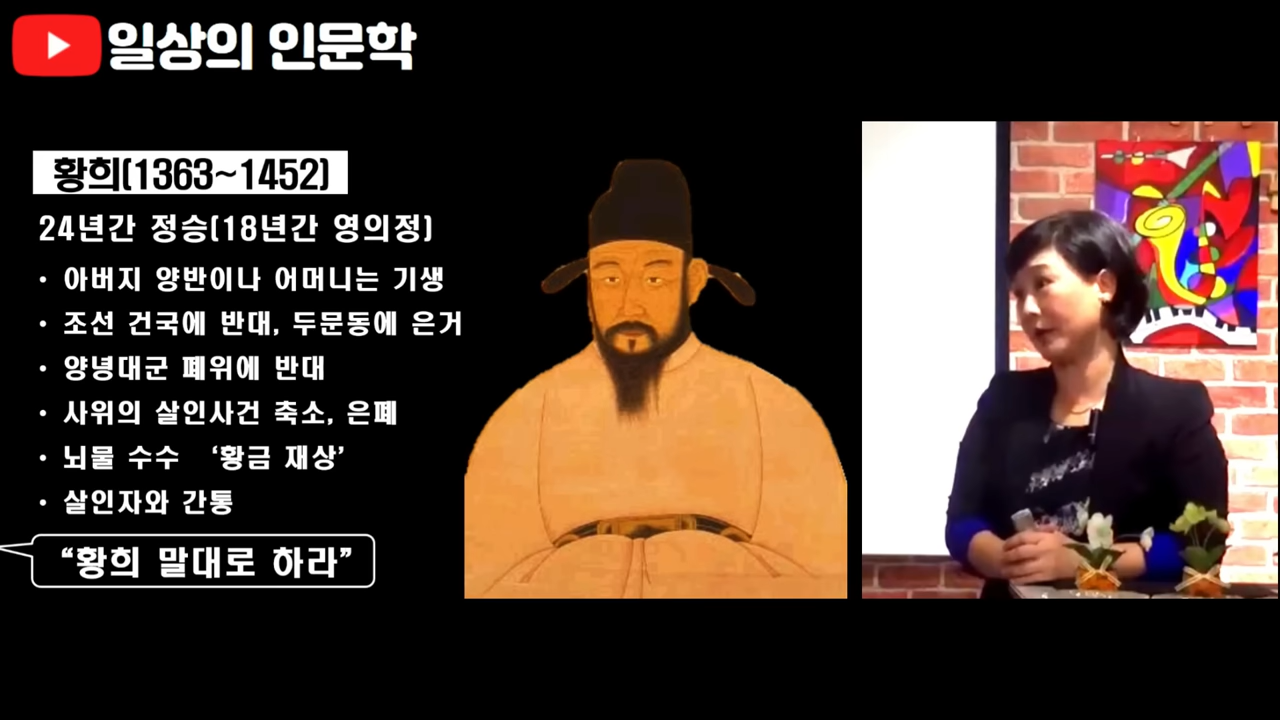 일상의 인문학
황희(1363~1452)
24년간 정승(18년간 영의정)
• 아버지 양반이나 어머니는 기생
• 조선 건국에 반대, 두문동에 은거
• 양녕대군 폐위에 반대
• 사위의 살인사건 축소, 은폐
• 뇌물 수수 ‘황금 재상’
• 살인자와 간통
“황희 말대로 하라”